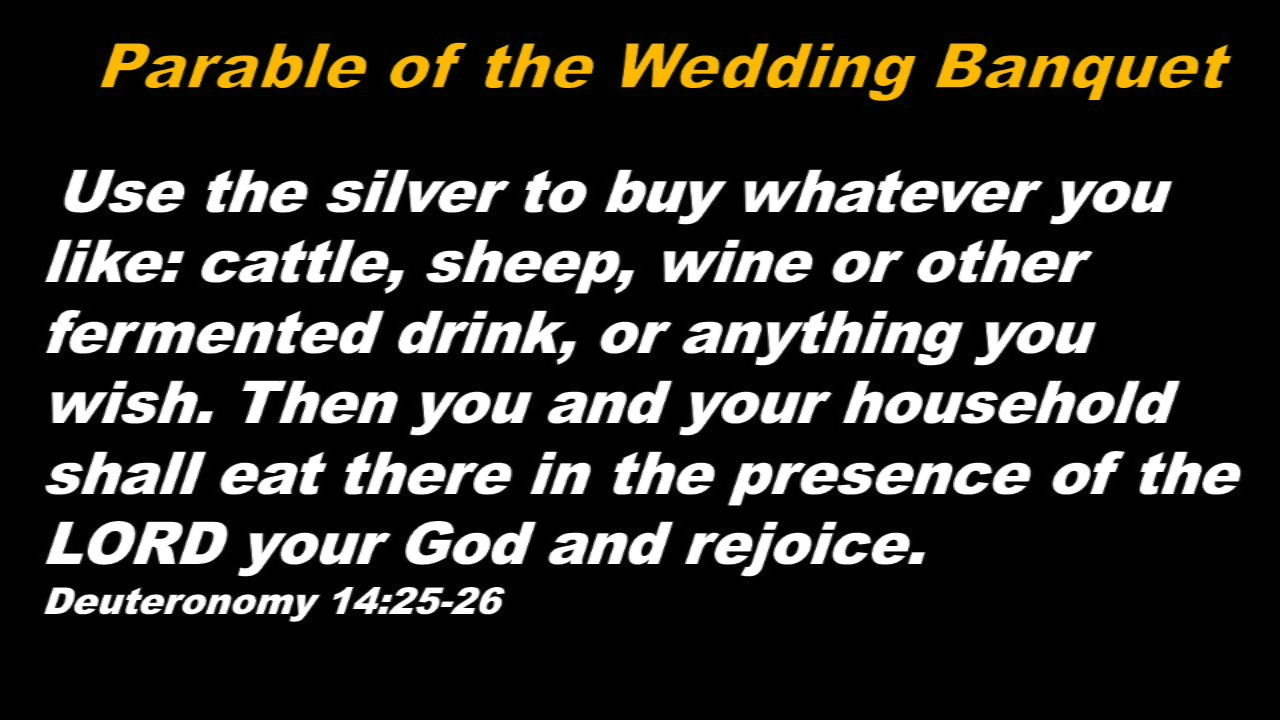 Parable of the Wedding Banquet
Use the silver to buy whatever you
like: cattle, sheep, wine or other
fermented drink, or anything you
wish. Then you and your household
shall eat there in the presence of the
LORD your God and rejoice.
Deuteronomy 14:25-26